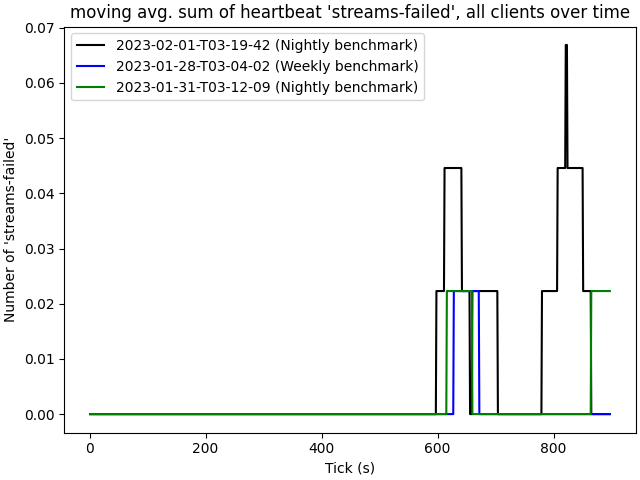 moving avg. sum of heartbeat 'streams-failed', all clients over time
0.07
2023-02-01-T03-19-42 (Nightly benchmark)
2023-01-28-T03-04-02 (Weekly benchmark)
2023-01-31-T03-12-09 (Nightly benchmark)
0.06
0.05
0.04
0.03
0.02
0.01
0.00
Number of 'streams-failed'
0 200 400 600 800
Tick (s)